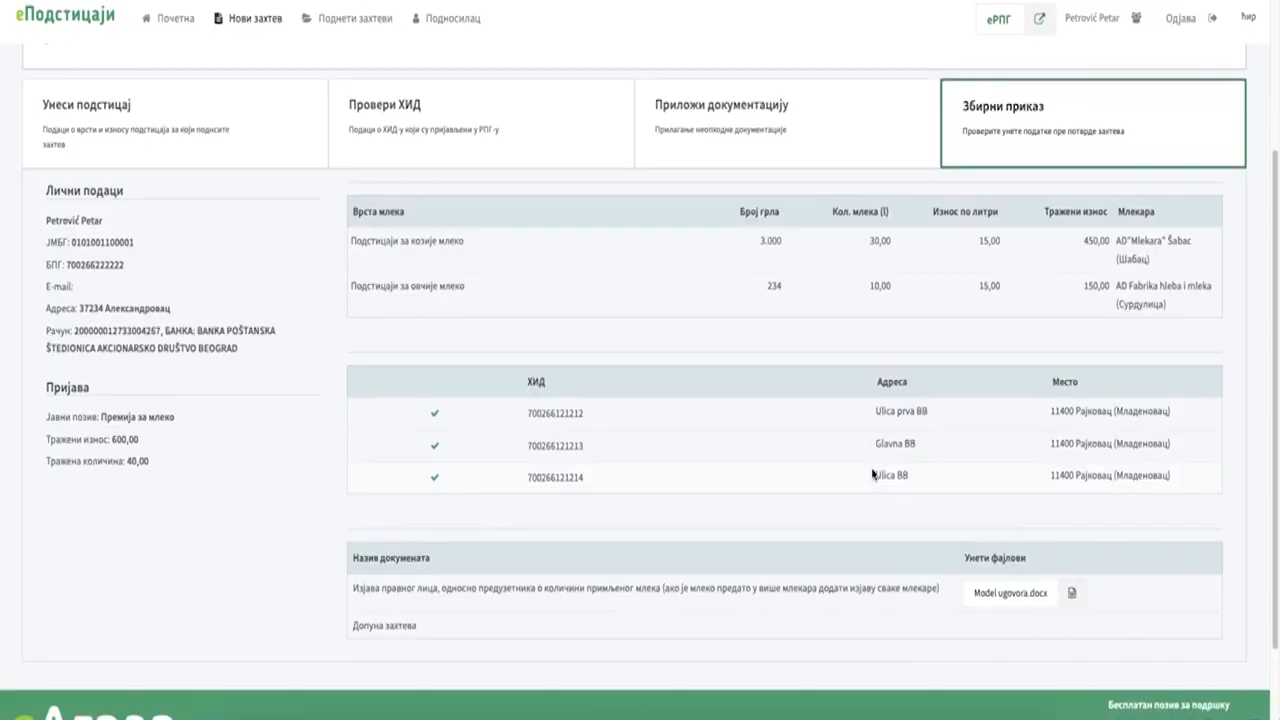 еПодстицаји
Почетна
Нови захтев
Поднети захтеви
Подносилац
еРПГ
Petrović Petar
Одјава
ћир
Унеси подстицај
Подаци о врсти и износу подстицаја за који подносите
захтев
Провери ХИД
Подаци о ХИД-у који су пријављени у РПГ-у
Приложи документацију
Прилагање неопходне документације
Збирни приказ
Проверите унете податке пре потврде захтева
Лични подаци
Petrović Petar
ЈМБГ: 0101001100001
БПГ: 700266222222
E-mail:
Адреса: 37234 Александровац
Рачун: 200000012733004267, БАНКА: BANKA POŠTANSKA
ŠTEDIONICA AKCIONARSKO DRUŠTVO BEOGRAD
Пријава
Јавни позив: Премија за млеко
Тражени износ: 600,00
Тражена количина: 40,00
Врста млека Број грла Кол. млека (l) Износ по литри Тражени износ Млекара
Подстицаји за козије млеко 3.000 30,00 15,00 450,00 AD"Mlekara" Šabac
(Шабац)
Подстицаји за овчије млеко 234 10,00 15,00 150,00 AD Fabrika hleba i mleka
(Сурдулица)
ХИД Адреса Место
700266121212 Ulica prva BB 11400 Рајковац (Младеновац)
700266121213 Glavna BB 11400 Рајковац (Младеновац)
700266121214 Ulica BB 11400 Рајковац (Младеновац)
Назив документа Унети фајлови
Изјава правног лица, односно предузетника о количини примљеног млека (ако је млеко предато у више млекара додати изјаву сваке млекаре) Model ugovora.docx
Допуна захтева
Бесплатан позив за подршку